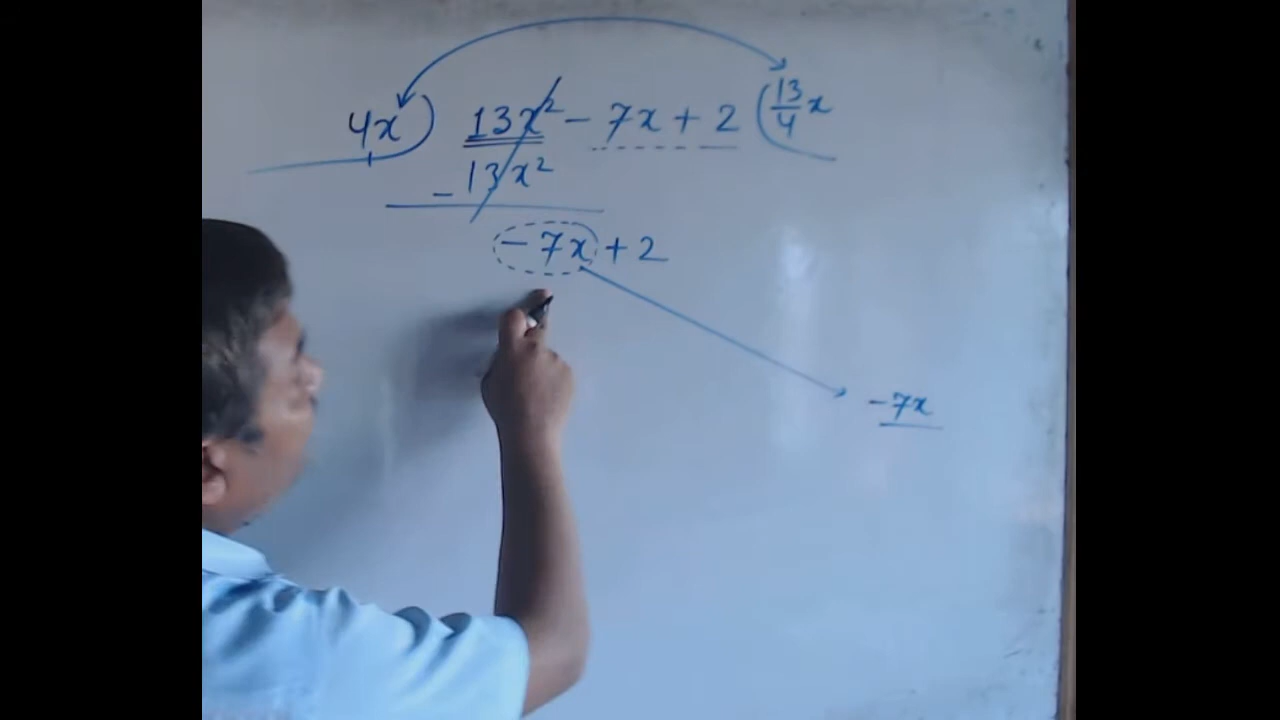 4x) 13x² - 7x + 2 (13/4 x
- 13x²
- 7x + 2
- 7x